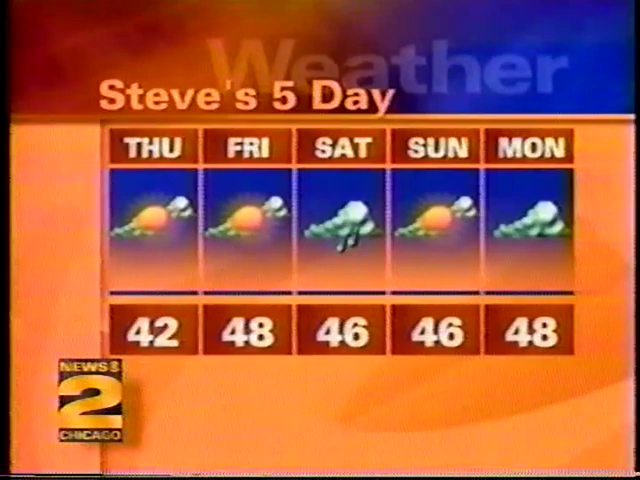 Weather
Steve's 5 Day
THU FRI SAT SUN MON
42 48 46 46 48
NEWS
2
CHICAGO